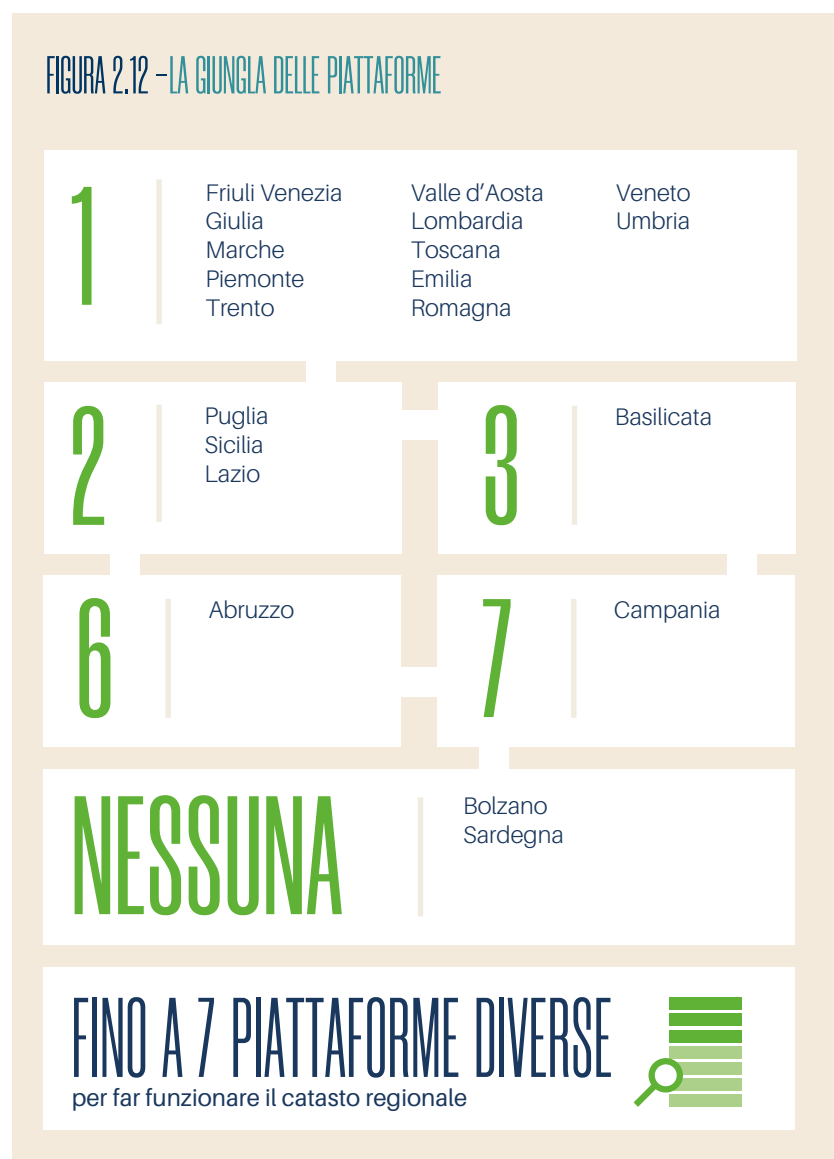 FIGURA 2.12 –LA GIUNGLA DELLE PIATTAFORME
1
Friuli Venezia
Giulia
Marche
Piemonte
Trento
Valle d’Aosta
Lombardia
Toscana
Emilia
Romagna
Veneto
Umbria
2
Puglia
Sicilia
Lazio
3
Basilicata
6
Abruzzo
7
Campania
NESSUNA
Bolzano
Sardegna
FINO A 7 PIATTAFORME DIVERSE
per far funzionare il catasto regionale